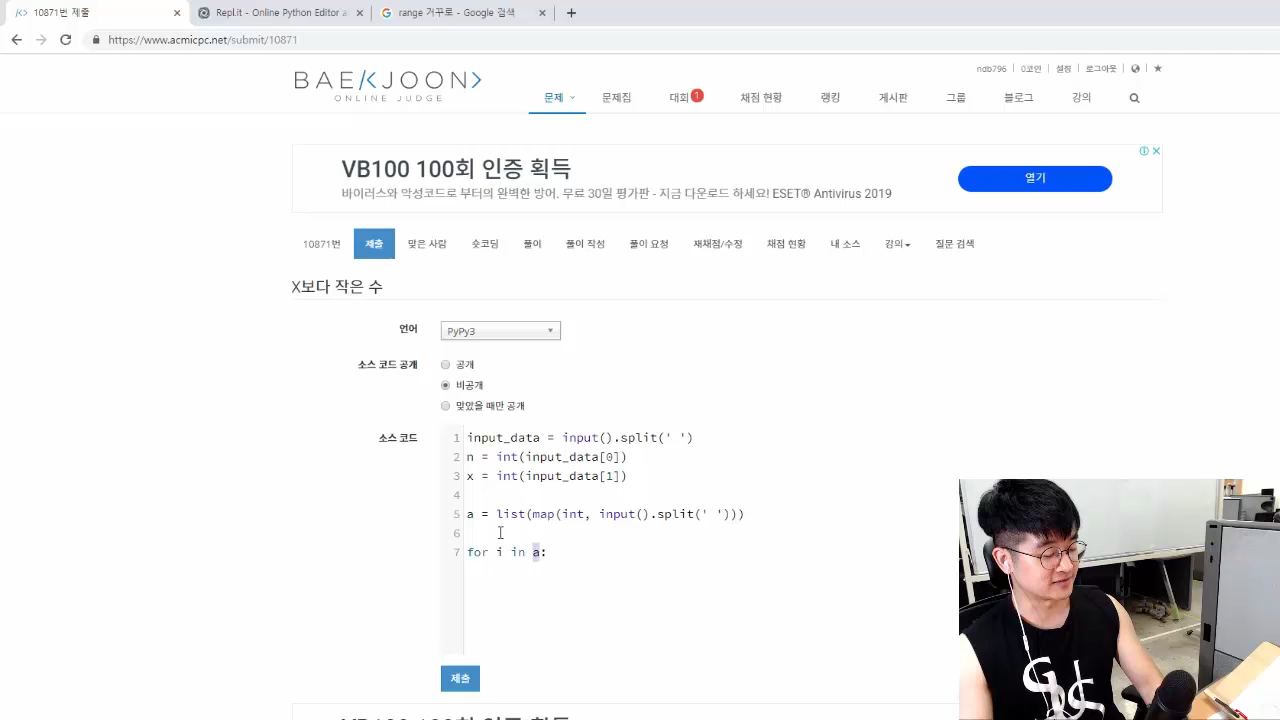 10871번 제출
Repl.it - Online Python Editor a
range 거꾸로 - Google 검색
https://www.acmicpc.net/submit/10871
ndb796 0코인 설정 로그아웃
BAEKJOON
ONLINE JUDGE
문제 문제집 대회 1 채점 현황 랭킹 게시판 그룹 블로그 강의
VB100 100회 인증 획득
바이러스와 악성코드로 부터의 완벽한 방어. 무료 30일 평가판 - 지금 다운로드 하세요! ESET® Antivirus 2019
열기
10871번 제출 맞은 사람 숏코딩 풀이 풀이 작성 풀이 요청 재채점/수정 채점 현황 내 소스 강의 질문 검색
X보다 작은 수
언어 PyPy3
소스 코드 공개 공개
비공개
맞았을 때만 공개
소스 코드
1 input_data = input().split(' ')
2 n = int(input_data[0])
3 x = int(input_data[1])
4
5 a = list(map(int, input().split(' ')))
6
7 for i in a:
제출